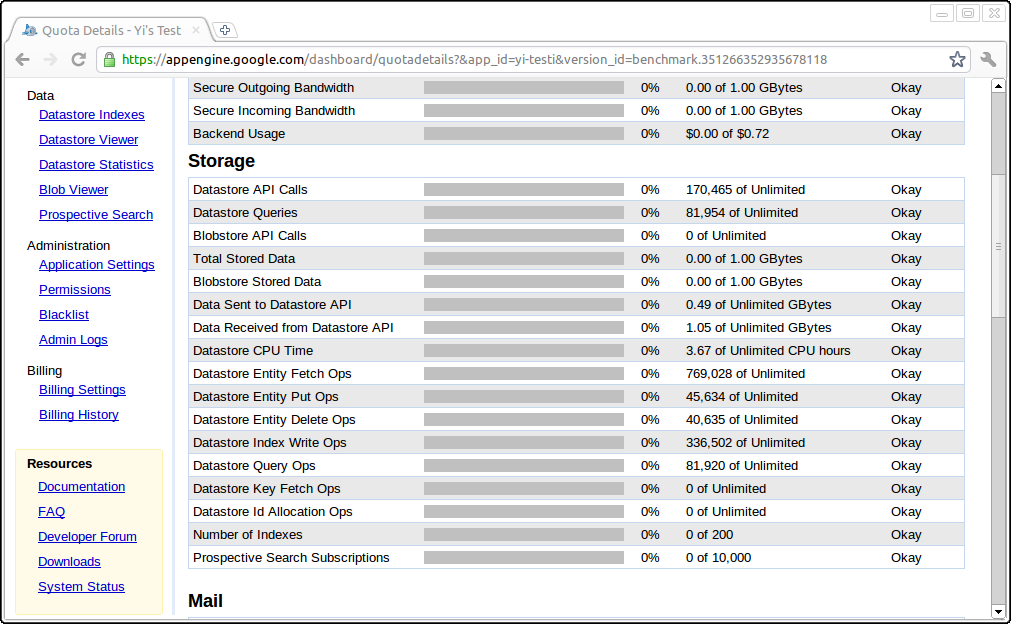 Quota Details - Yi's Test
https://appengine.google.com/dashboard/quotadetails?&app_id=yi-testi&version_id=benchmark.351266352935678118
Data
Datastore Indexes
Datastore Viewer
Datastore Statistics
Blob Viewer
Prospective Search
Administration
Application Settings
Permissions
Blacklist
Admin Logs
Billing
Billing Settings
Billing History
Resources
Documentation
FAQ
Developer Forum
Downloads
System Status
Secure Outgoing Bandwidth 0% 0.00 of 1.00 GBytes Okay
Secure Incoming Bandwidth 0% 0.00 of 1.00 GBytes Okay
Backend Usage 0% $0.00 of $0.72 Okay
Storage
Datastore API Calls 0% 170,465 of Unlimited Okay
Datastore Queries 0% 81,954 of Unlimited Okay
Blobstore API Calls 0% 0 of Unlimited Okay
Total Stored Data 0% 0.00 of 1.00 GBytes Okay
Blobstore Stored Data 0% 0.00 of 1.00 GBytes Okay
Data Sent to Datastore API 0% 0.49 of Unlimited GBytes Okay
Data Received from Datastore API 0% 1.05 of Unlimited GBytes Okay
Datastore CPU Time 0% 3.67 of Unlimited CPU hours Okay
Datastore Entity Fetch Ops 0% 769,028 of Unlimited Okay
Datastore Entity Put Ops 0% 45,634 of Unlimited Okay
Datastore Entity Delete Ops 0% 40,635 of Unlimited Okay
Datastore Index Write Ops 0% 336,502 of Unlimited Okay
Datastore Query Ops 0% 81,920 of Unlimited Okay
Datastore Key Fetch Ops 0% 0 of Unlimited Okay
Datastore Id Allocation Ops 0% 0 of Unlimited Okay
Number of Indexes 0% 0 of 200 Okay
Prospective Search Subscriptions 0% 0 of 10,000 Okay
Mail